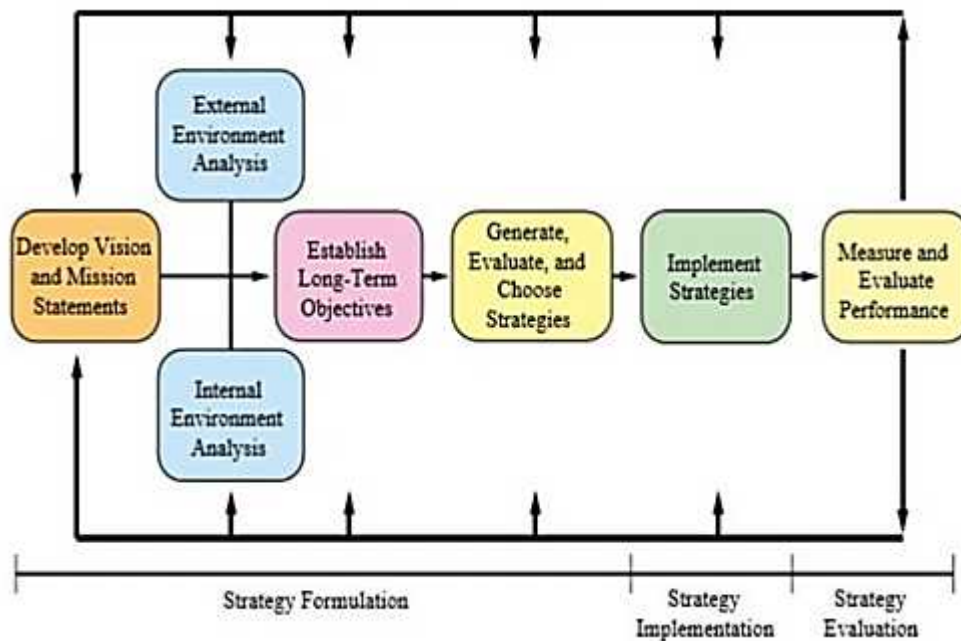 External
Environment
Analysis
Develop Vision
and Mission
Statements
Establish
Long-Term
Objectives
Generate,
Evaluate, and
Choose
Strategies
Implement
Strategies
Measure and
Evaluate
Performance
Internal
Environment
Analysis
Strategy Formulation
Strategy
Implementation
Strategy
Evaluation